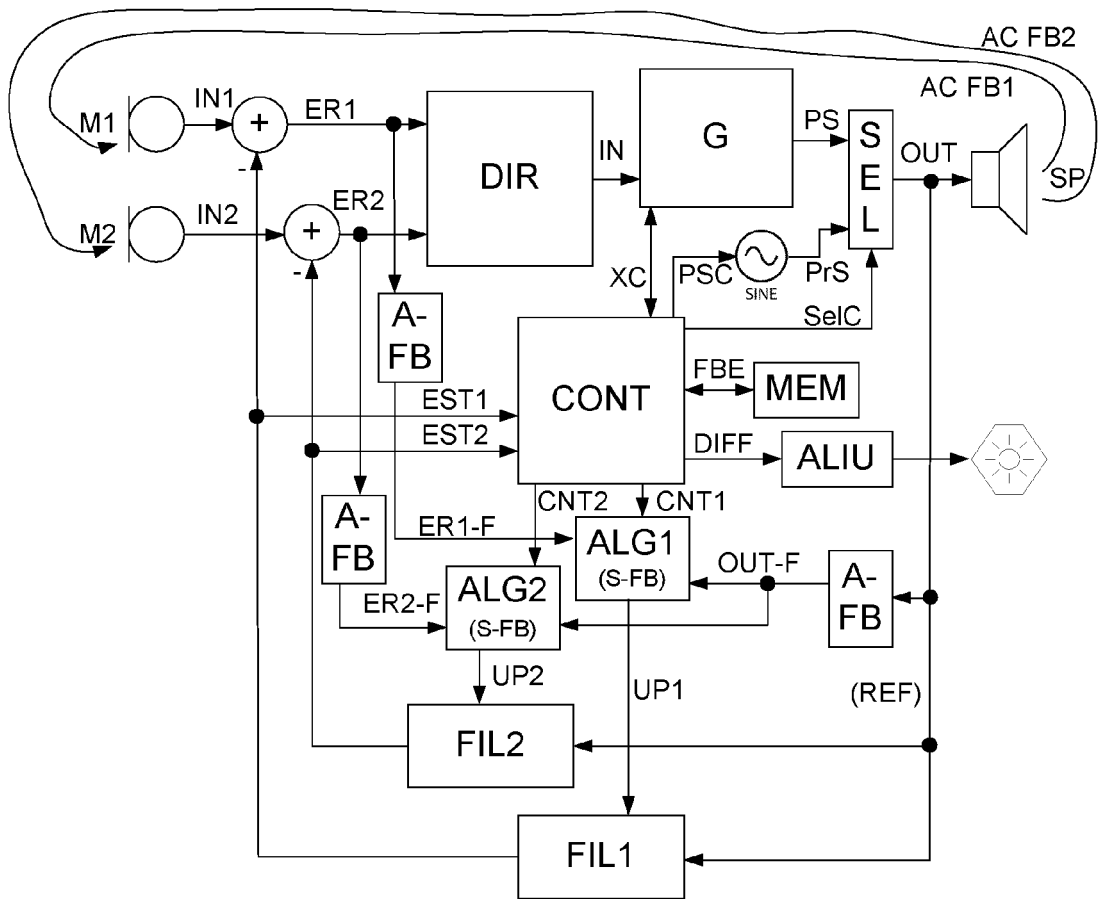 AC FB2
AC FB1
M1
IN1
+
-
ER1
DIR
IN
G
PS
S
E
L
OUT
SP
M2
IN2
+
-
ER2
XC
PSC
SINE
PrS
SelC
A-
FB
CONT
FBE
MEM
EST1
EST2
DIFF
ALIU
A-
FB
CNT2
CNT1
ER1-F
ALG1
(S-FB)
OUT-F
A-
FB
ER2-F
ALG2
(S-FB)
UP2
UP1
(REF)
FIL2
FIL1